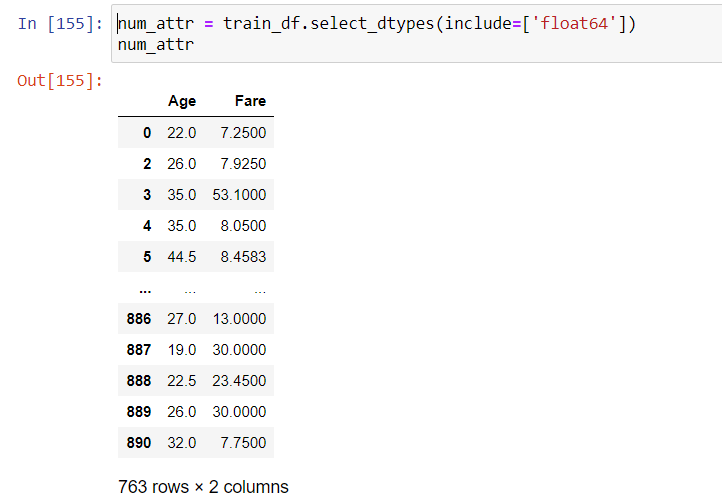 In [155]: num_attr = train_df.select_dtypes(include=['float64'])
num_attr
Out[155]:
Age Fare
0 22.0 7.2500
2 26.0 7.9250
3 35.0 53.1000
4 35.0 8.0500
5 44.5 8.4583
... ... ...
886 27.0 13.0000
887 19.0 30.0000
888 22.5 23.4500
889 26.0 30.0000
890 32.0 7.7500
763 rows × 2 columns